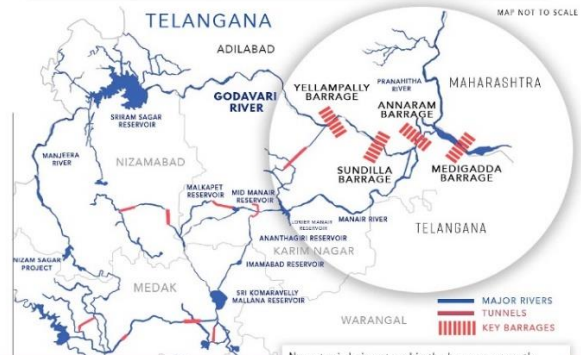 MAP NOT TO SCALE
TELANGANA
ADILABAD
GODAVARI
RIVER
SRIRAM SAGAR
RESERVOIR
YELLAMPALLY
BARRAGE
PRANAHITHA
RIVER
MAHARASHTRA
ANNARAM
BARRAGE
SUNDILLA
BARRAGE
MEDIGADDA
BARRAGE
MANJEERA
RIVER
NIZAMABAD
MALKAPET
RESERVOIR
MID MANAIR
RESERVOIR
LOWER MANAIR
RESERVOIR
MANAIR RIVER
TELANGANA
ANANTHAGIRI RESERVOIR
KARIM NAGAR
NIZAM SAGAR
PROJECT
IMAMABAD RESERVOIR
MEDAK
SRI KOMARAVELLY
MALLANA RESERVOIR
WARANGAL
MAJOR RIVERS
TUNNELS
KEY BARRAGES